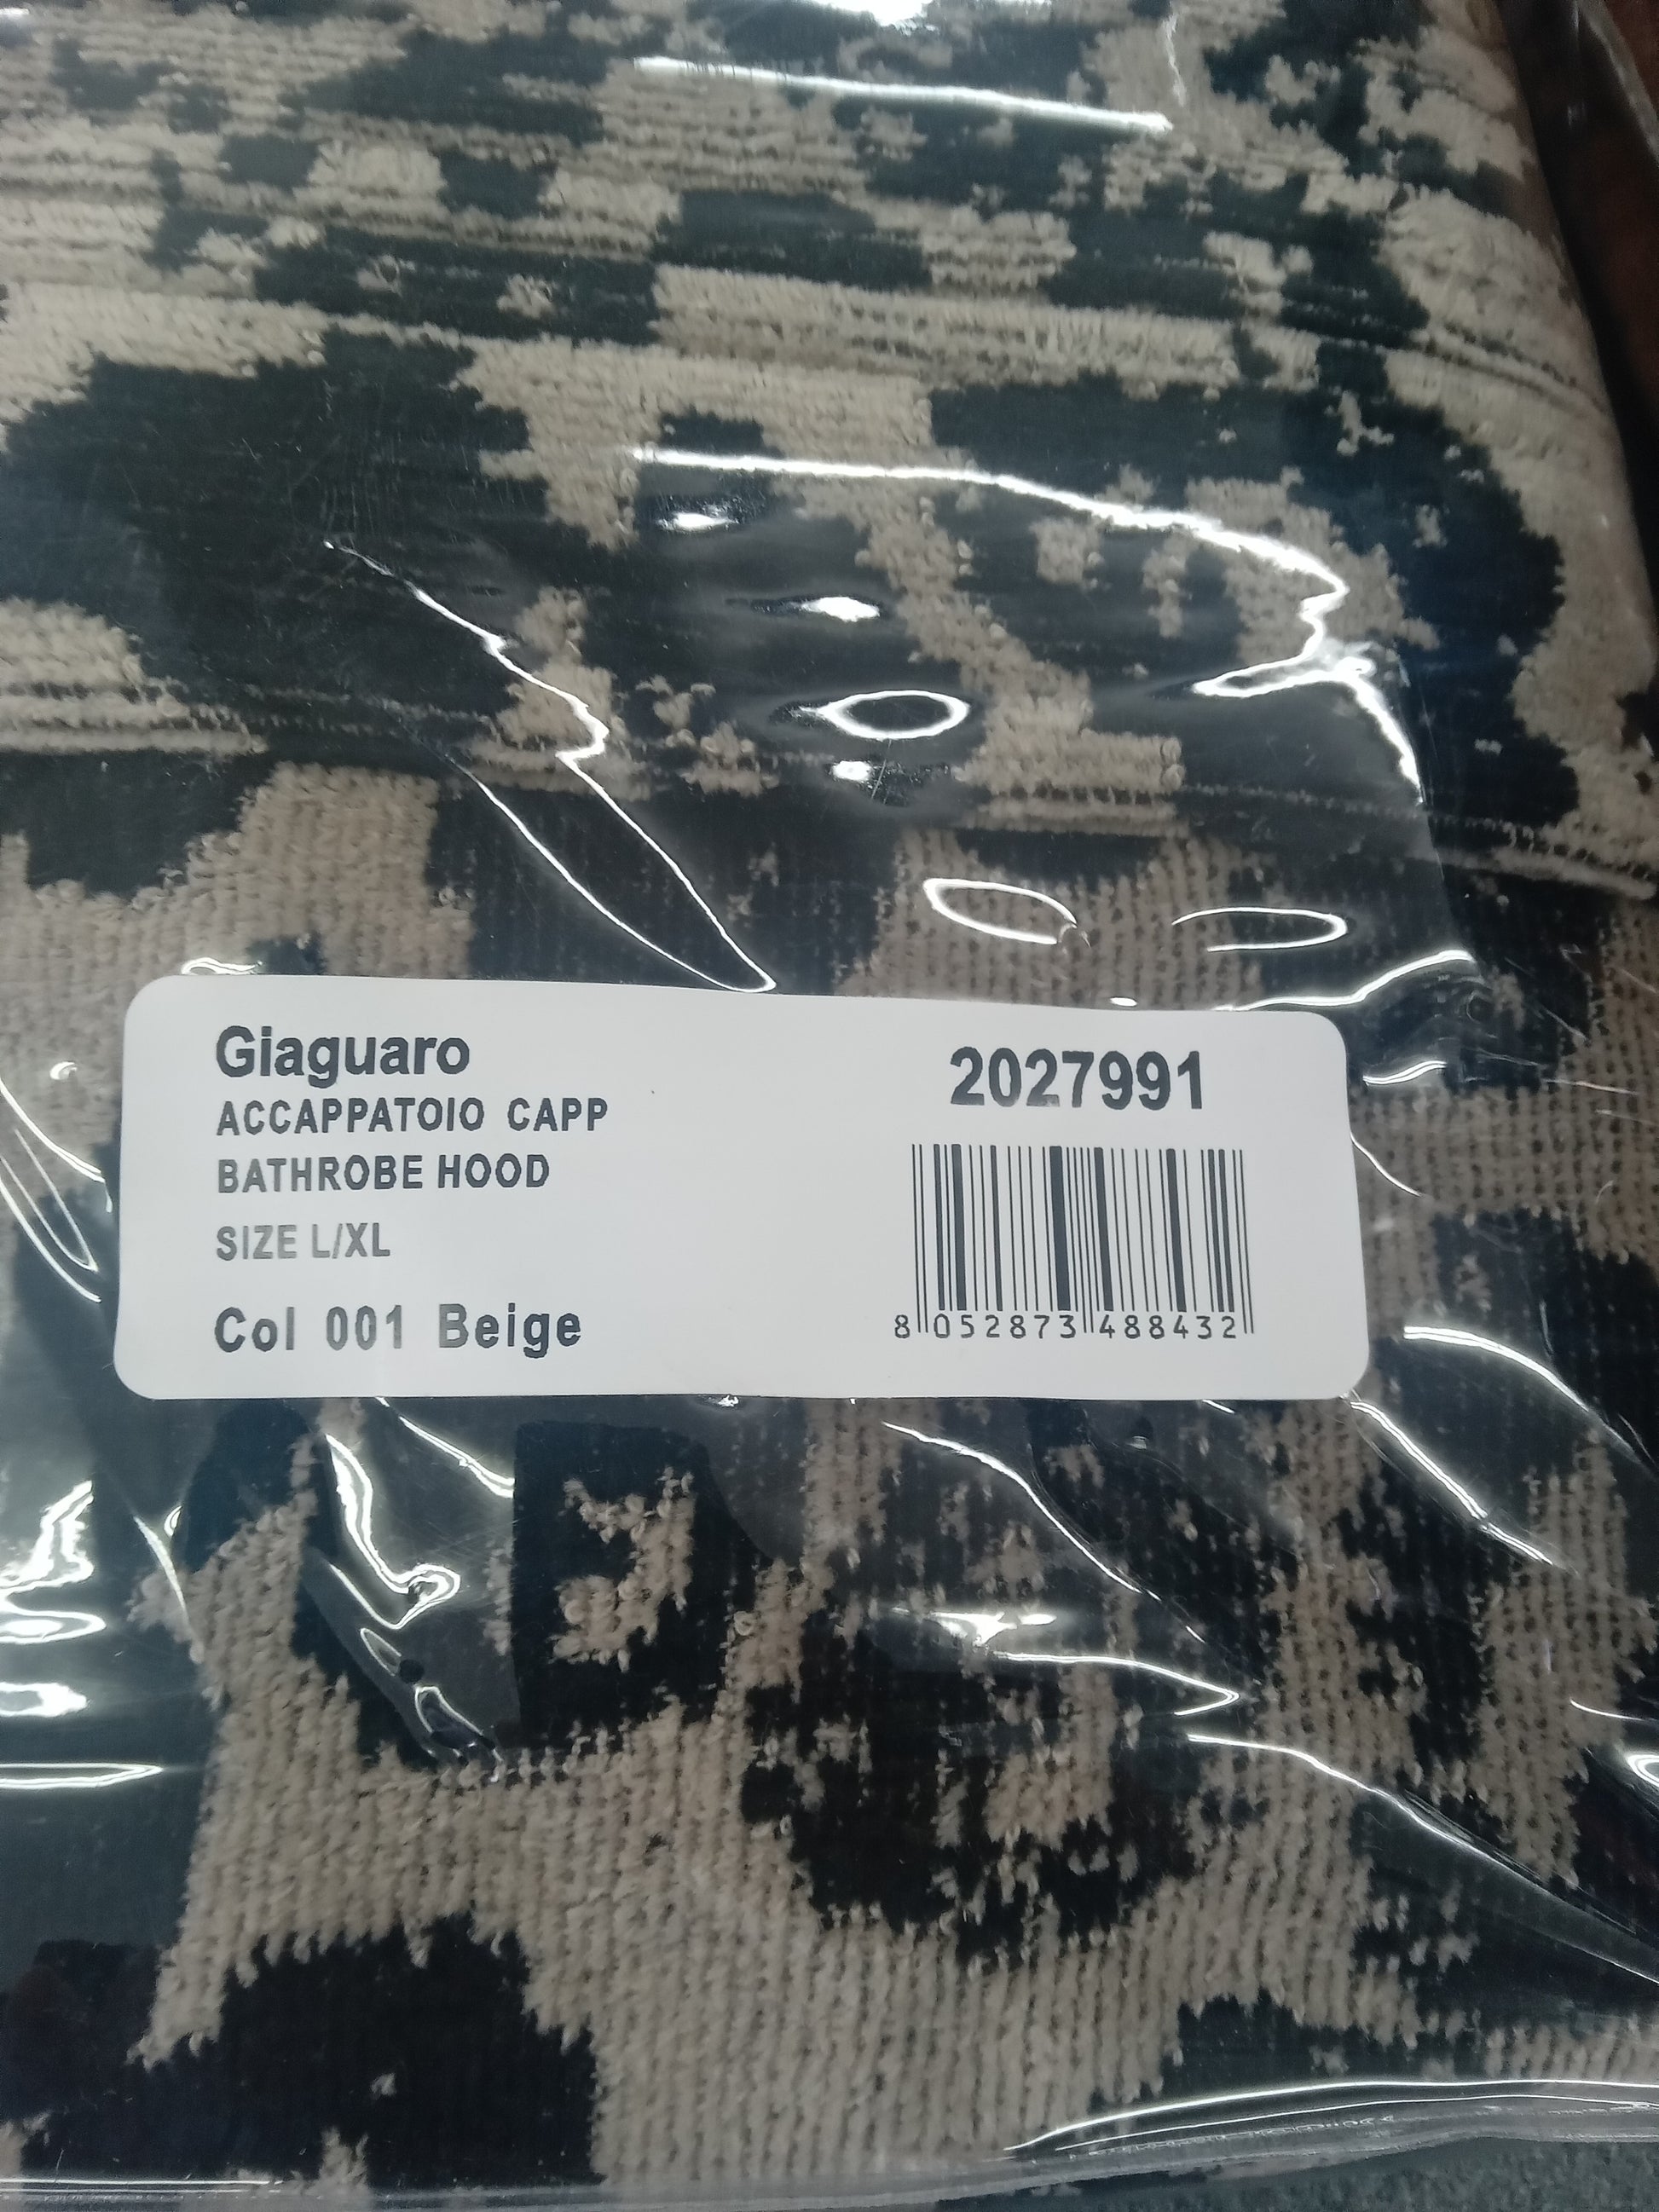 Giaguaro
ACCAPPATOIO CAPP
BATHROBE HOOD
SIZE L/XL
Col 001 Beige
2027991
8 052873 488432